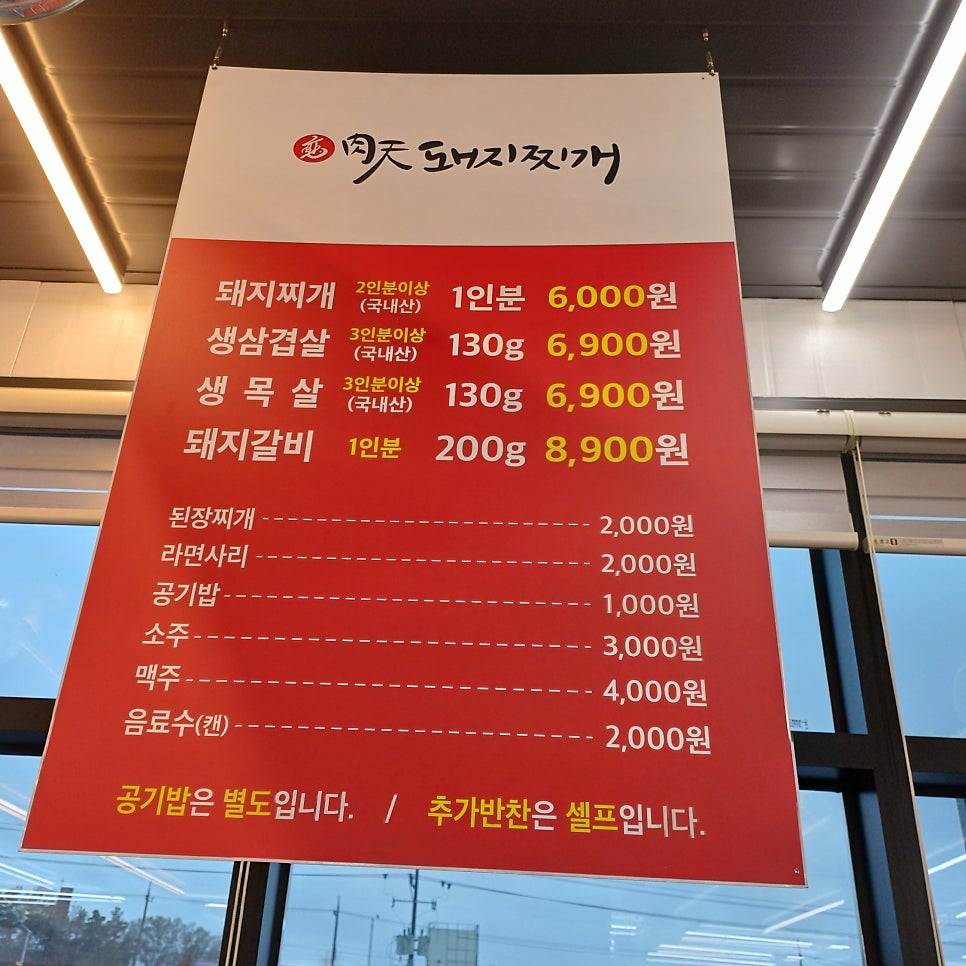 肉天 돼지찌개
돼지찌개 2인분이상 (국내산) 1인분 6,000원
생삼겹살 3인분이상 (국내산) 130g 6,900원
생 목 살 3인분이상 (국내산) 130g 6,900원
돼지갈비 1인분 200g 8,900원
된장찌개 2,000원
라면사리 2,000원
공기밥 1,000원
소주 3,000원
맥주 4,000원
음료수(캔) 2,000원
공기밥은 별도입니다. / 추가반찬은 셀프입니다.